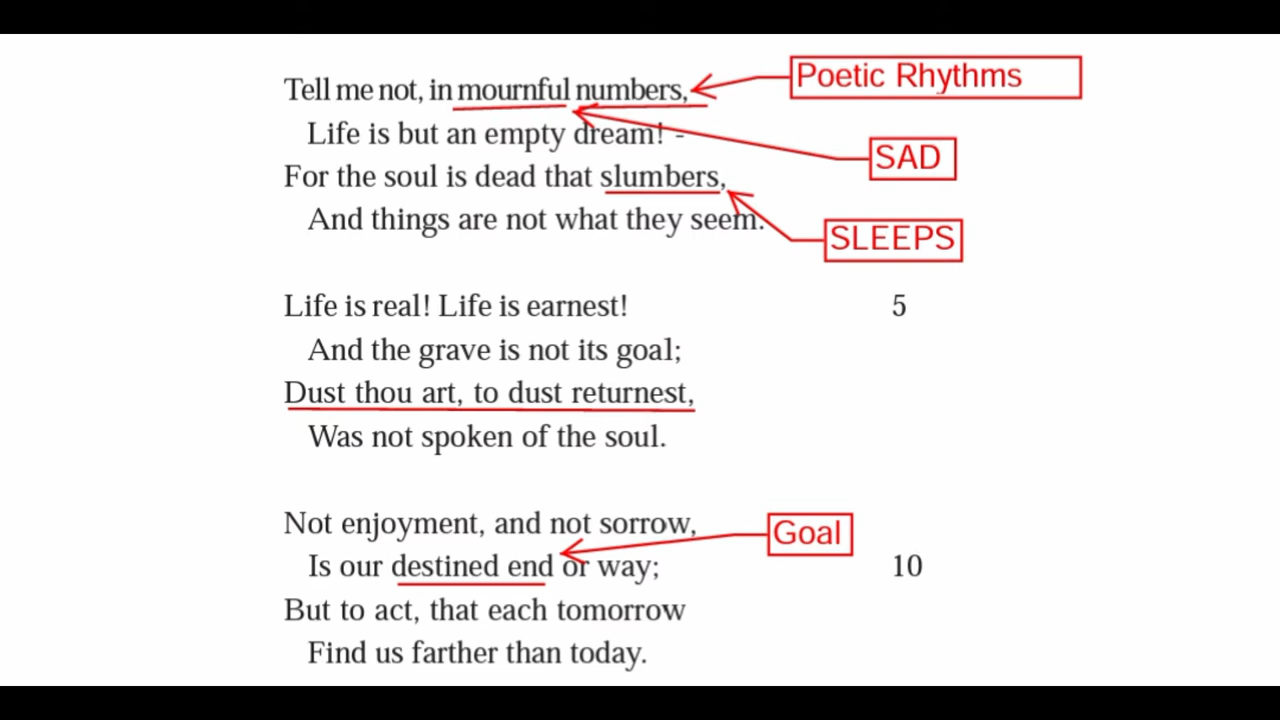 Tell me not, in mournful numbers,
Poetic Rhythms
Life is but an empty dream! -
SAD
For the soul is dead that slumbers,
And things are not what they seem.
SLEEPS
Life is real! Life is earnest! 5
And the grave is not its goal;
Dust thou art, to dust returnest,
Was not spoken of the soul.
Not enjoyment, and not sorrow,
Goal
Is our destined end or way; 10
But to act, that each tomorrow
Find us farther than today.